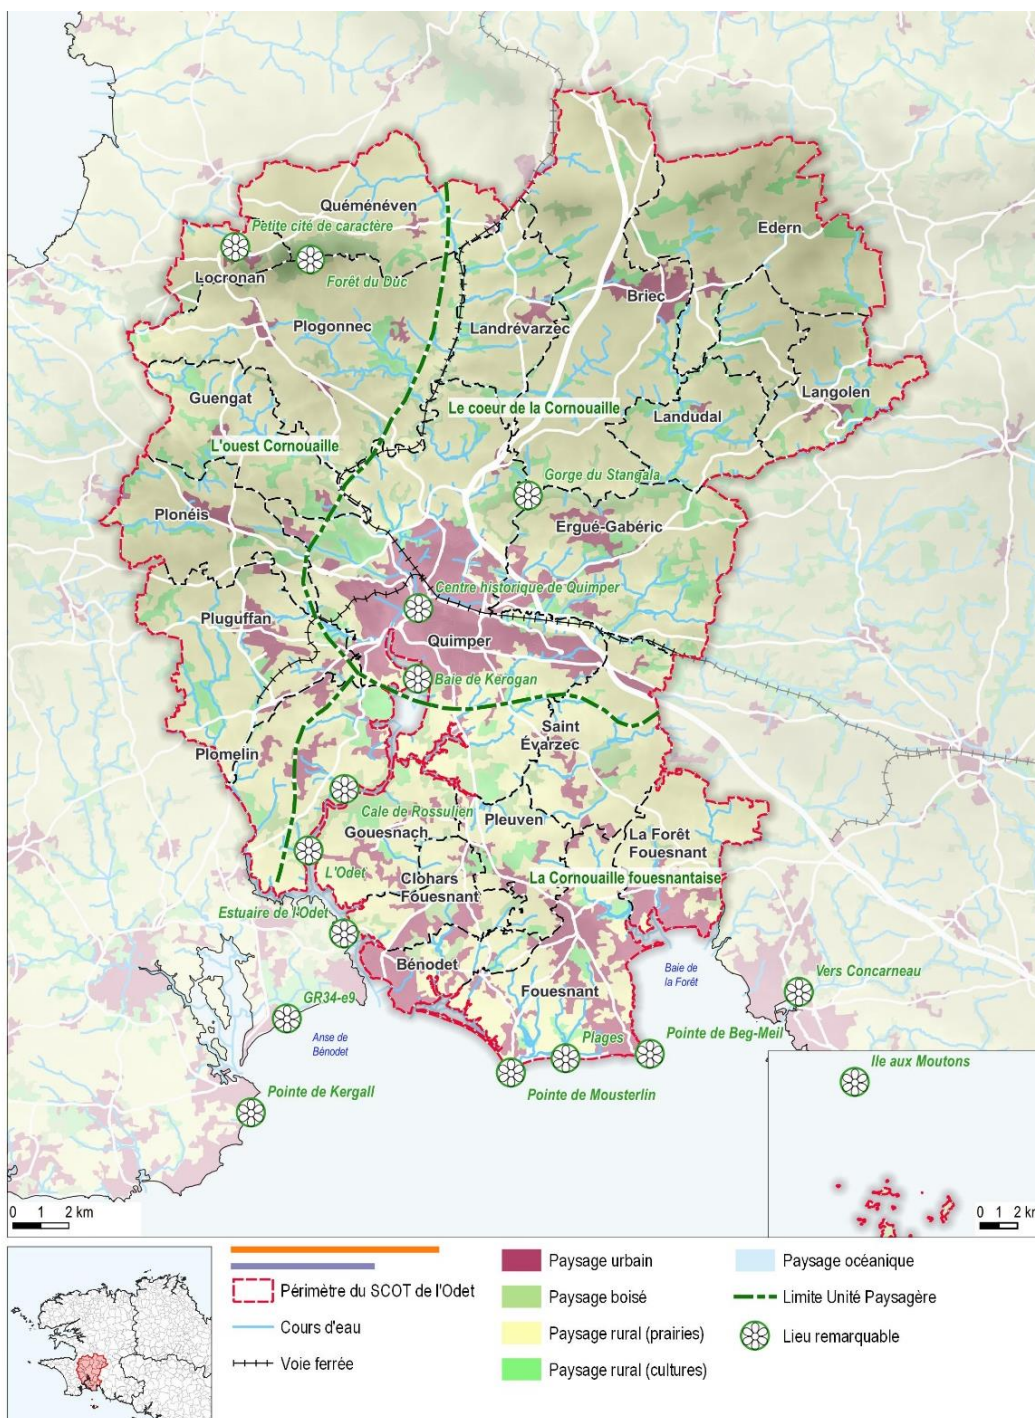 Quéménéven
Petite cité de caractère
Edern
Locronan
Forêt du Duc
Briec
Plogonnec
Landrévarzec
Guengat
Langolen
Le coeur de la Cornouaille
Landudal
L'ouest Cornouaille
Gorge du Stangala
Plonéis
Ergué-Gabéric
Centre historique de Quimper
Pluguffan
Quimper
Baie de Kerogan
Saint
Évarzec
Plomelin
Cale de Rossulien
Pleuven
Gouesnach
La Forêt
Fouesnant
L'Odet
Clohars
Fouesnant
La Cornouaille fouesnantaise
Estuaire de l'Odet
Bénodet
Baie de
la Forêt
Vers Concarneau
Fouesnant
GR34-e9
Anse de
Bénodet
Plages
Pointe de Beg-Meil
Ile aux Moutons
Pointe de Kergall
Pointe de Mousterlin
0 1 2 km
0 1 2 km
Périmètre du SCOT de l'Odet
Cours d'eau
Voie ferrée
Paysage urbain
Paysage boisé
Paysage rural (prairies)
Paysage rural (cultures)
Paysage océanique
Limite Unité Paysagère
Lieu remarquable